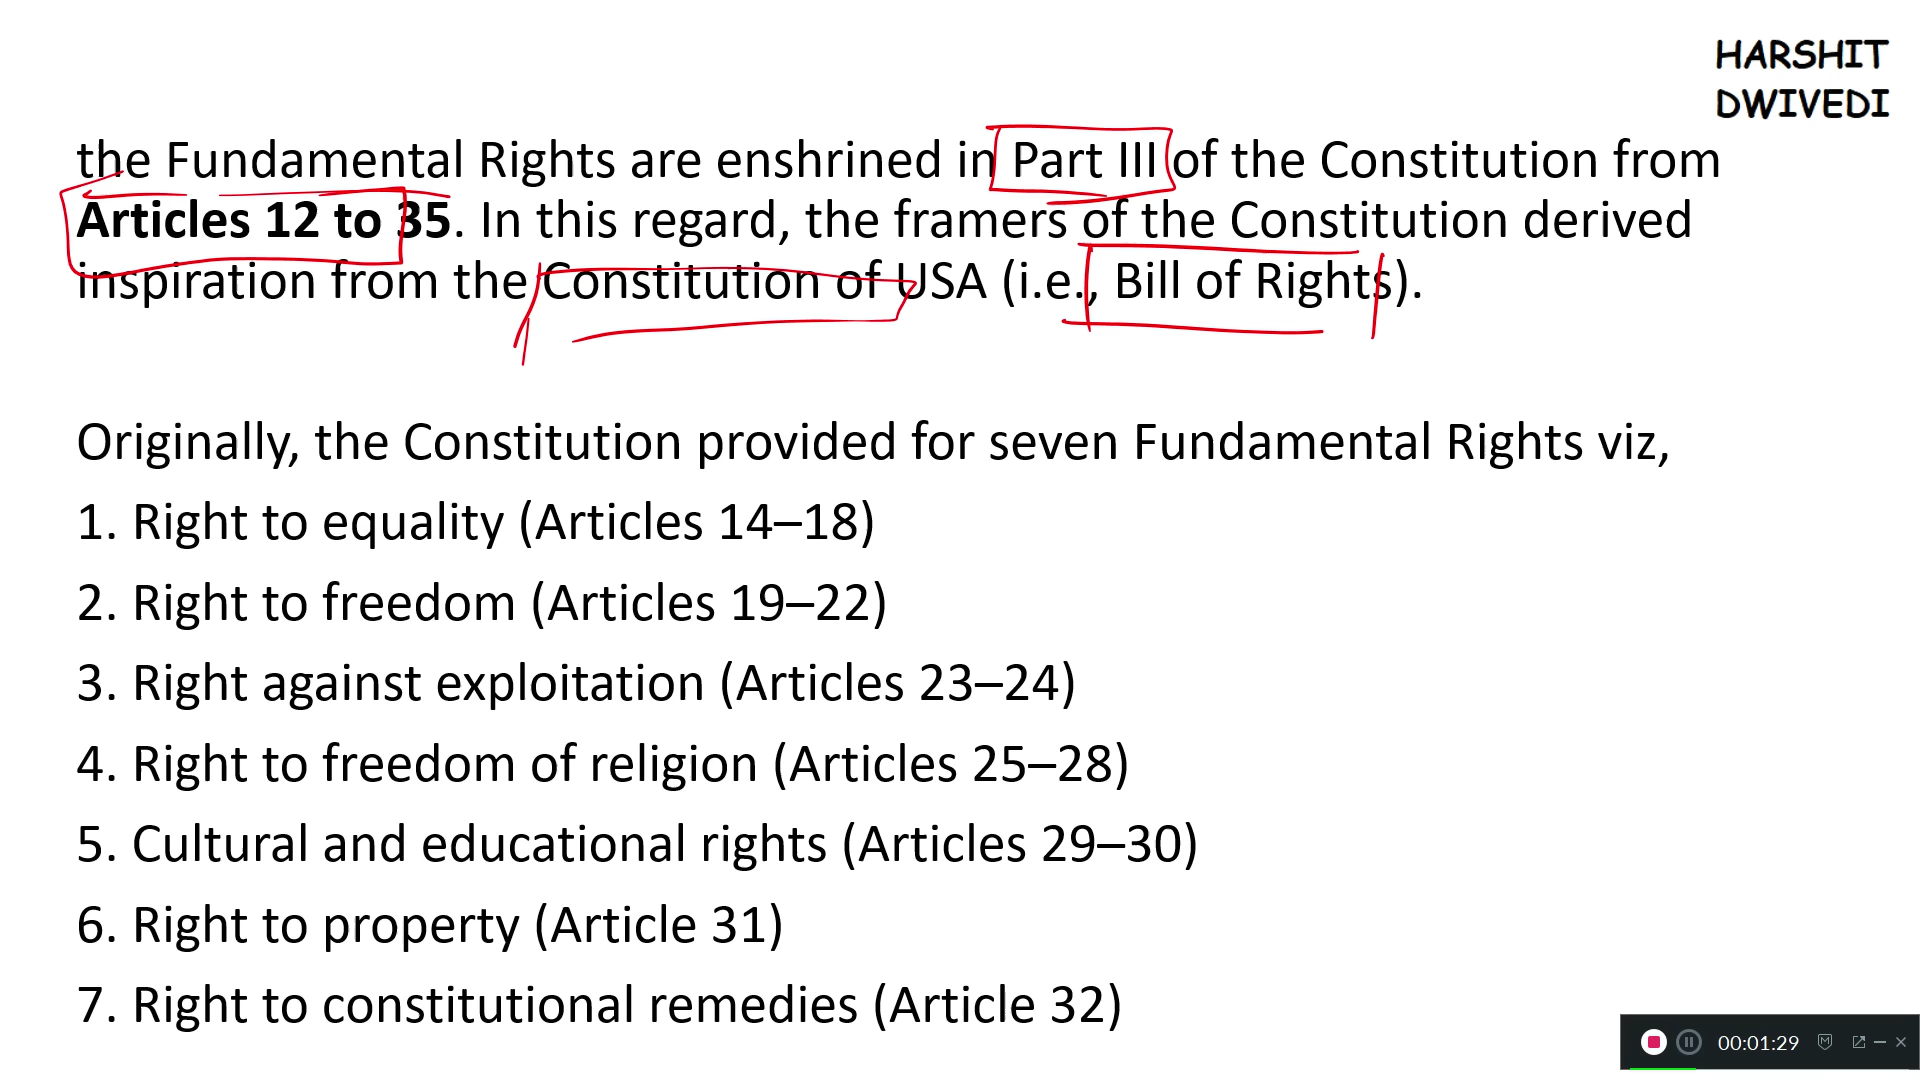 HARSHIT
DWIVEDI
the Fundamental Rights are enshrined in Part III of the Constitution from
Articles 12 to 35. In this regard, the framers of the Constitution derived
inspiration from the Constitution of USA (i.e., Bill of Rights).
Originally, the Constitution provided for seven Fundamental Rights viz,
1. Right to equality (Articles 14–18)
2. Right to freedom (Articles 19–22)
3. Right against exploitation (Articles 23–24)
4. Right to freedom of religion (Articles 25–28)
5. Cultural and educational rights (Articles 29–30)
6. Right to property (Article 31)
7. Right to constitutional remedies (Article 32)
00:01:29